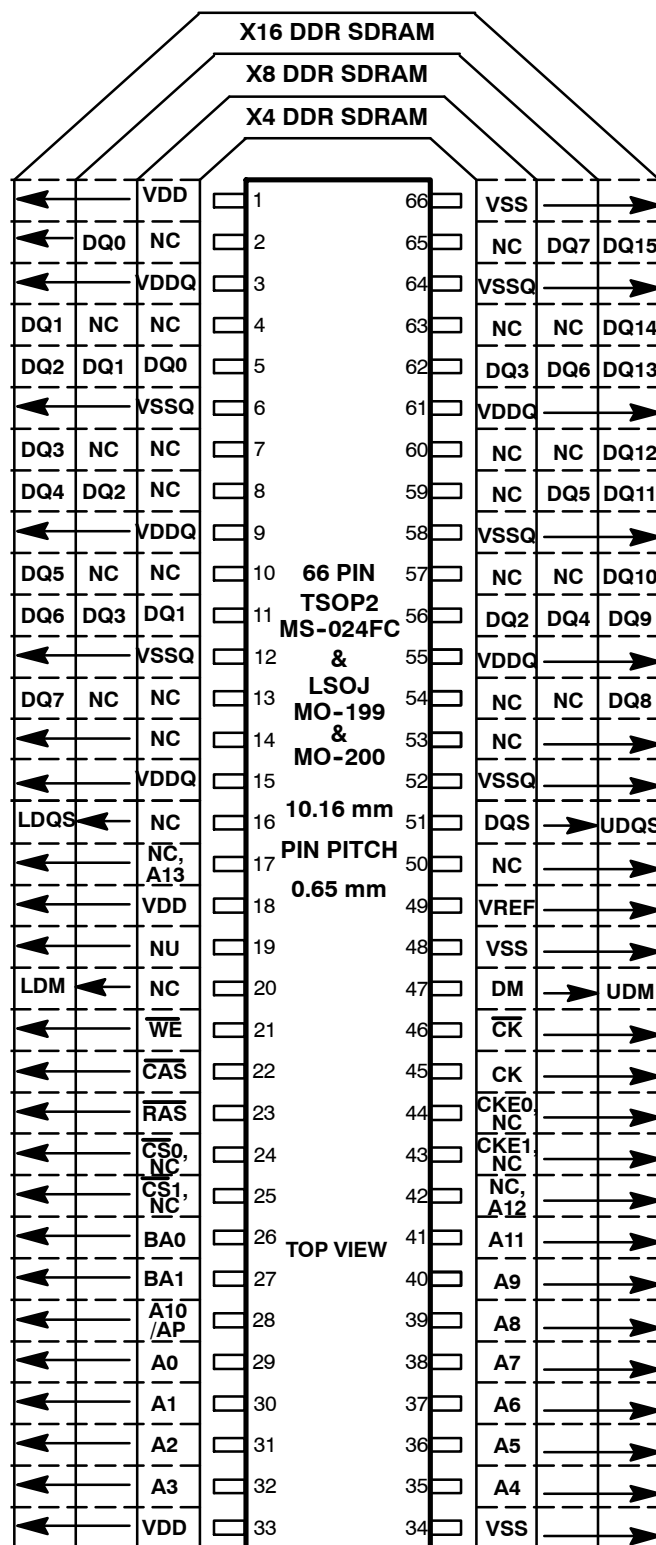 X16 DDR SDRAM
X8 DDR SDRAM
X4 DDR SDRAM
VDD 1 66 VSS
DQ0 NC 2 65 NC DQ7 DQ15
VDDQ 3 64 VSSQ
DQ1 NC NC 4 63 NC NC DQ14
DQ2 DQ1 DQ0 5 62 DQ3 DQ6 DQ13
VSSQ 6 61 VDDQ
DQ3 NC NC 7 60 NC NC DQ12
DQ4 DQ2 NC 8 59 NC DQ5 DQ11
VDDQ 9 58 VSSQ
DQ5 NC NC 10 66 PIN 57 NC NC DQ10
DQ6 DQ3 DQ1 11 TSOP2 56 DQ2 DQ4 DQ9
MS-024FC
VSSQ 12 & 55 VDDQ
LSOJ
DQ7 NC NC 13 MO-199 54 NC NC DQ8
&
NC 14 MO-200 53 NC
VDDQ 15 52 VSSQ
LDQS NC 16 10.16 mm 51 DQS UDQS
NC, A13 17 PIN PITCH 50 NC
VDD 18 0.65 mm 49 VREF
NU 19 48 VSS
LDM NC 20 47 DM UDM
W̅E̅ 21 46 C̅K̅
C̅A̅S̅ 22 45 CK
R̅A̅S̅ 23 44 CKE0, NC
C̅S̅0, NC 24 43 CKE1, NC
C̅S̅1, NC 25 42 NC, A12
BA0 26 TOP VIEW 41 A11
BA1 27 40 A9
A10 /AP 28 39 A8
A0 29 38 A7
A1 30 37 A6
A2 31 36 A5
A3 32 35 A4
VDD 33 34 VSS